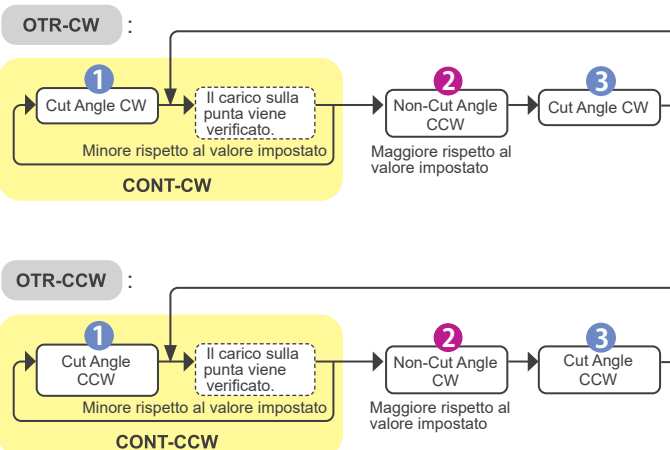 OTR-CW :
1 2 3
Cut Angle CW
Il carico sulla
punta viene
verificato.
Non-Cut Angle
CCW
Cut Angle CW
Minore rispetto al valore impostato
Maggiore rispetto al
valore impostato
CONT-CW
OTR-CCW :
1 2 3
Cut Angle
CCW
Il carico sulla
punta viene
verificato.
Non-Cut Angle
CW
Cut Angle
CCW
Minore rispetto al valore impostato
Maggiore rispetto al
valore impostato
CONT-CCW